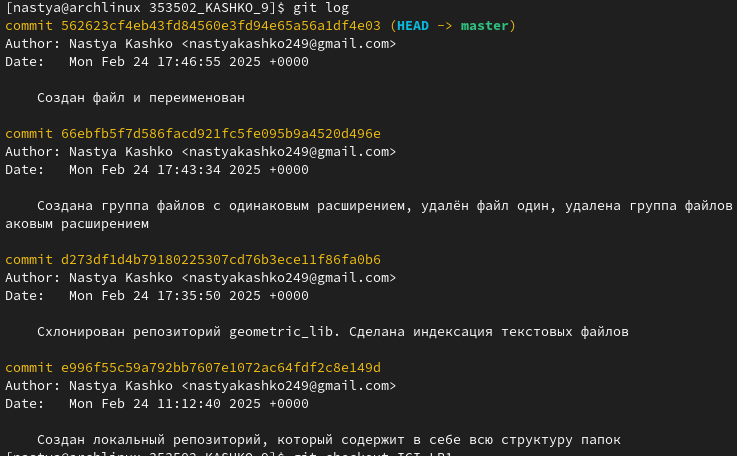 [nastya@archlinux 353502_KASHKO_9]$ git log
commit 562623cf4eb43fd84560e3fd94e65a56a1df4e03 (HEAD -> master)
Author: Nastya Kashko <nastyakashko249@gmail.com>
Date:   Mon Feb 24 17:46:55 2025 +0000
Создан файл и переименован
commit 66ebfb5f7d586facd921fc5fe095b9a4520d496e
Author: Nastya Kashko <nastyakashko249@gmail.com>
Date:   Mon Feb 24 17:43:34 2025 +0000
Создана группа файлов с одинаковым расширением, удалён файл один, удалена группа файлов
аковым расширением
commit d273df1d4b79180225307cd76b3ece11f86fa0b6
Author: Nastya Kashko <nastyakashko249@gmail.com>
Date:   Mon Feb 24 17:35:50 2025 +0000
Схлонирован репозиторий geometric_lib. Сделана индексация текстовых файлов
commit e996f55c59a792bb7607e1072ac64fdf2c8e149d
Author: Nastya Kashko <nastyakashko249@gmail.com>
Date:   Mon Feb 24 11:12:40 2025 +0000
Создан локальный репозиторий, который содержит в себе всю структуру папок
[nastya@archlinux 353502_KASHKO_9]$ git checkout